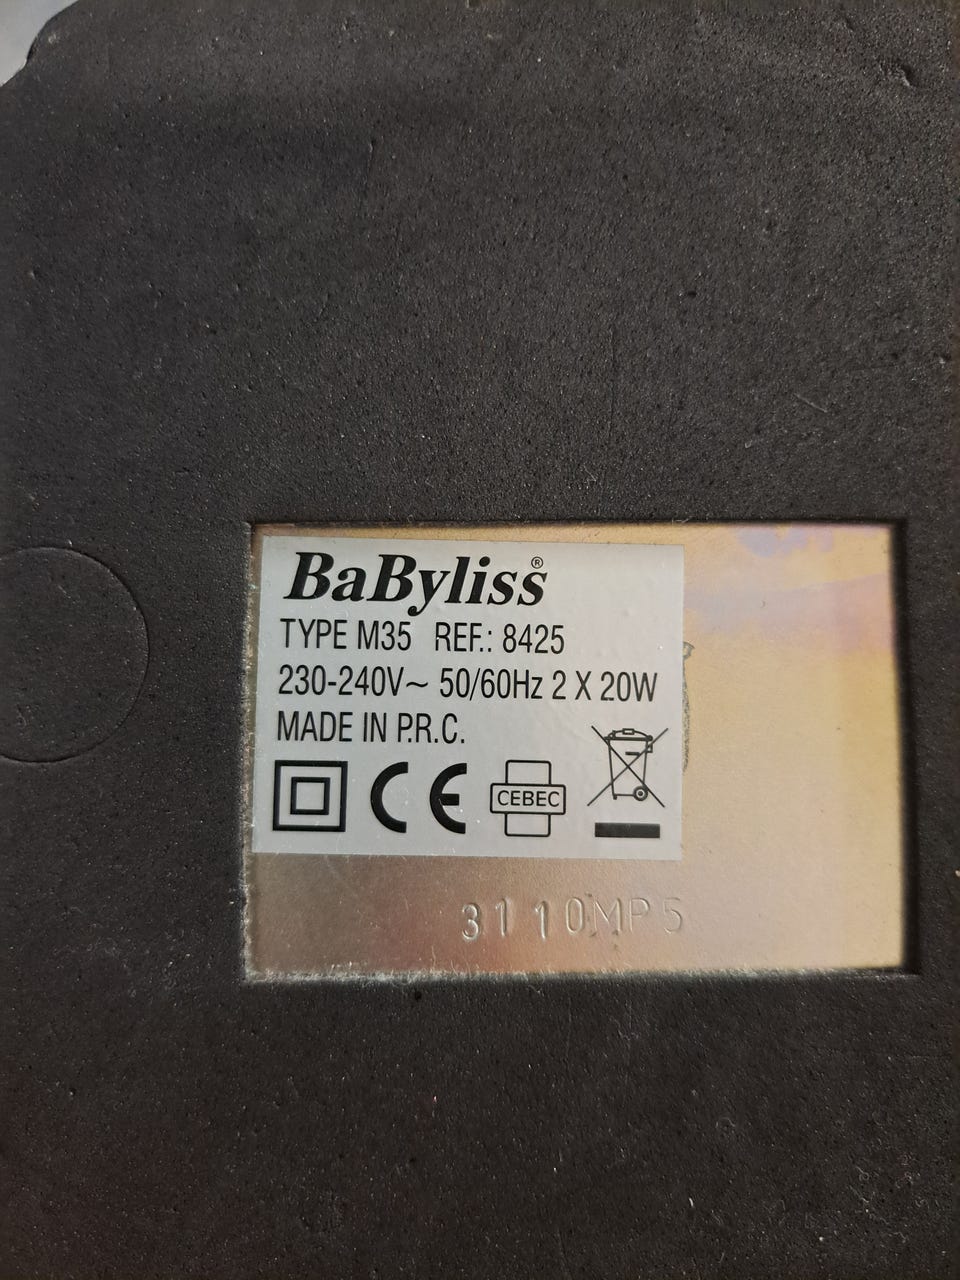 BaByliss®
TYPE M35 REF.: 8425
230-240V~ 50/60Hz 2 X 20W
MADE IN P.R.C.
CE CEBEC
3110MP5